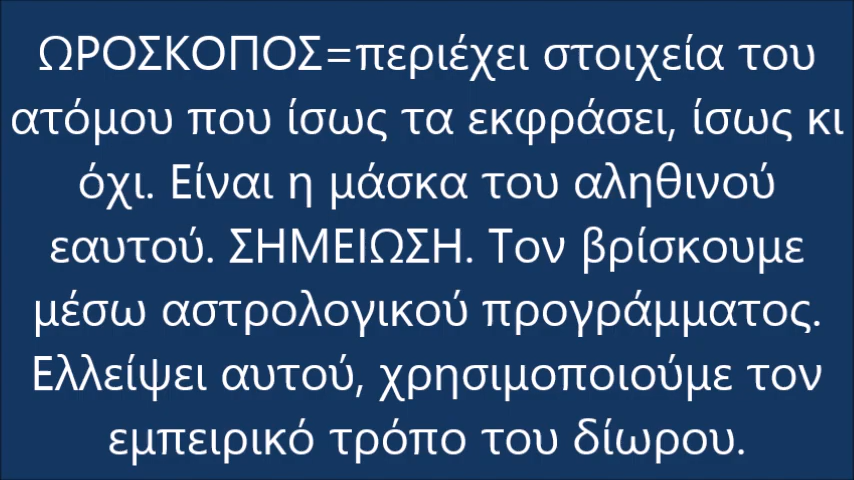 ΩΡΟΣΚΟΠΟΣ=περιέχει στοιχεία του
ατόμου που ίσως τα εκφράσει, ίσως κι
όχι. Είναι η μάσκα του αληθινού
εαυτού. ΣΗΜΕΙΩΣΗ. Τον βρίσκουμε
μέσω αστρολογικού προγράμματος.
Ελλείψει αυτού, χρησιμοποιούμε τον
εμπειρικό τρόπο του δίωρου.